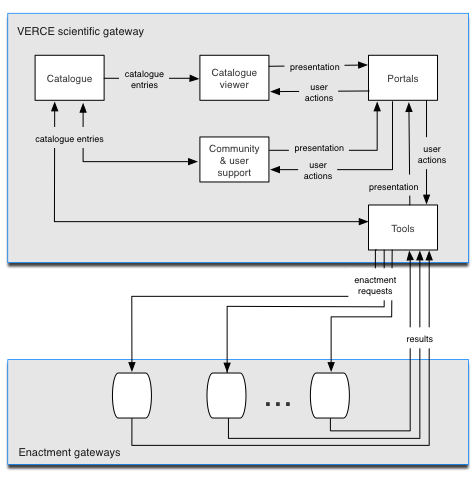 VERCE scientific gateway
Catalogue
catalogue
entries
Catalogue
viewer
presentation
user
actions
Portals
catalogue entries
Community
& user
support
presentation
user
actions
user
actions
presentation
Tools
enactment
requests
results
...
Enactment gateways